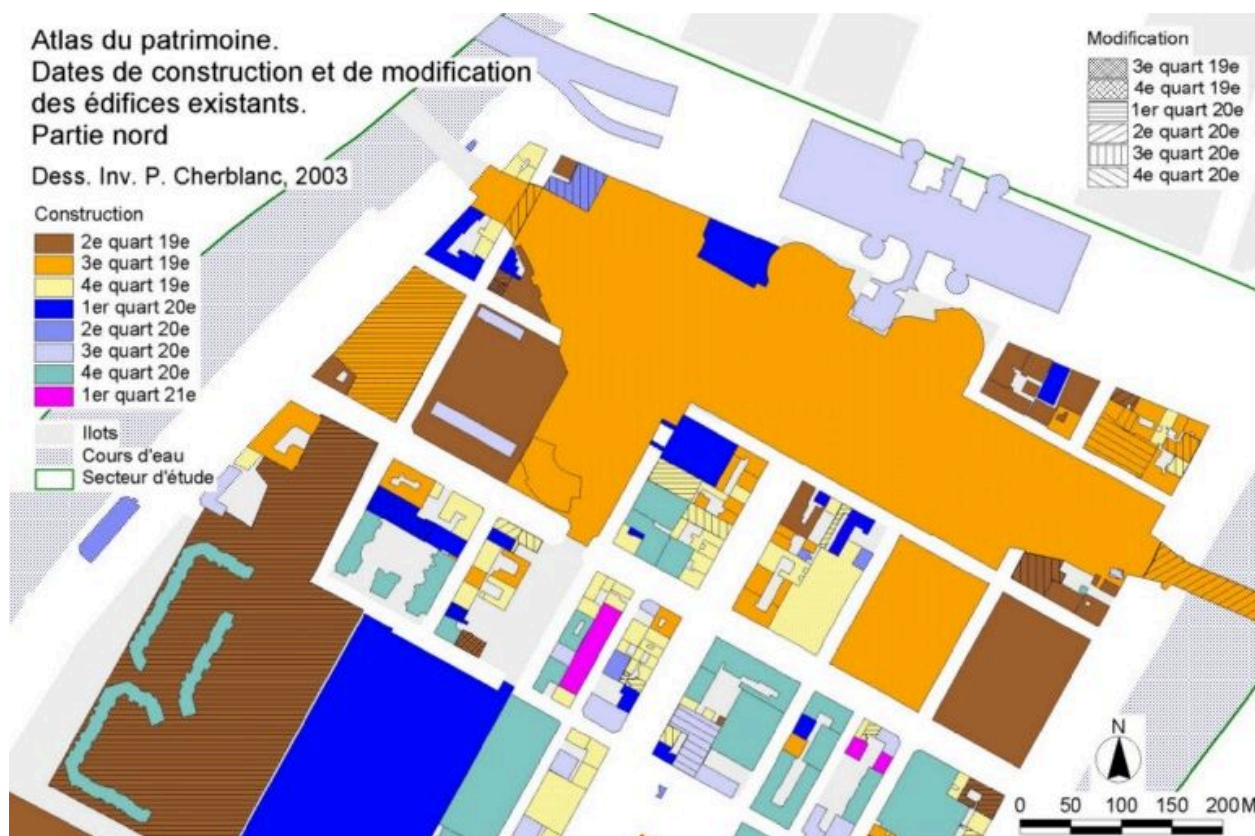 Atlas du patrimoine.
Dates de construction et de modification
des édifices existants.
Partie nord
Dess. Inv. P. Cherblanc, 2003
Construction
2e quart 19e
3e quart 19e
4e quart 19e
1er quart 20e
2e quart 20e
3e quart 20e
4e quart 20e
1er quart 21e
Ilots
Cours d'eau
Secteur d'étude
Modification
3e quart 19e
4e quart 19e
1er quart 20e
2e quart 20e
3e quart 20e
4e quart 20e
N
0 50 100 150 200M